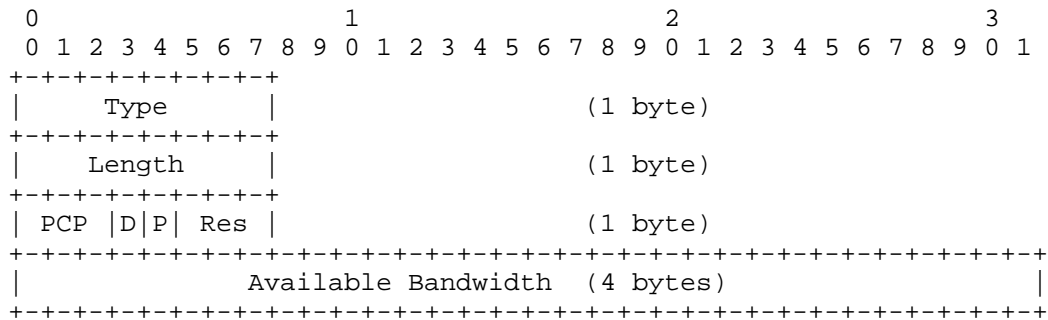 0                   1                   2                   3
 0 1 2 3 4 5 6 7 8 9 0 1 2 3 4 5 6 7 8 9 0 1 2 3 4 5 6 7 8 9 0 1
+-+-+-+-+-+-+-+-+
|     Type      |                   (1 byte)
+-+-+-+-+-+-+-+-+
|    Length     |                   (1 byte)
+-+-+-+-+-+-+-+-+
| PCP |D|P| Res |                   (1 byte)
+-+-+-+-+-+-+-+-+-+-+-+-+-+-+-+-+-+-+-+-+-+-+-+-+-+-+-+-+-+-+-+-+
|              Available Bandwidth  (4 bytes)                   |
+-+-+-+-+-+-+-+-+-+-+-+-+-+-+-+-+-+-+-+-+-+-+-+-+-+-+-+-+-+-+-+-+